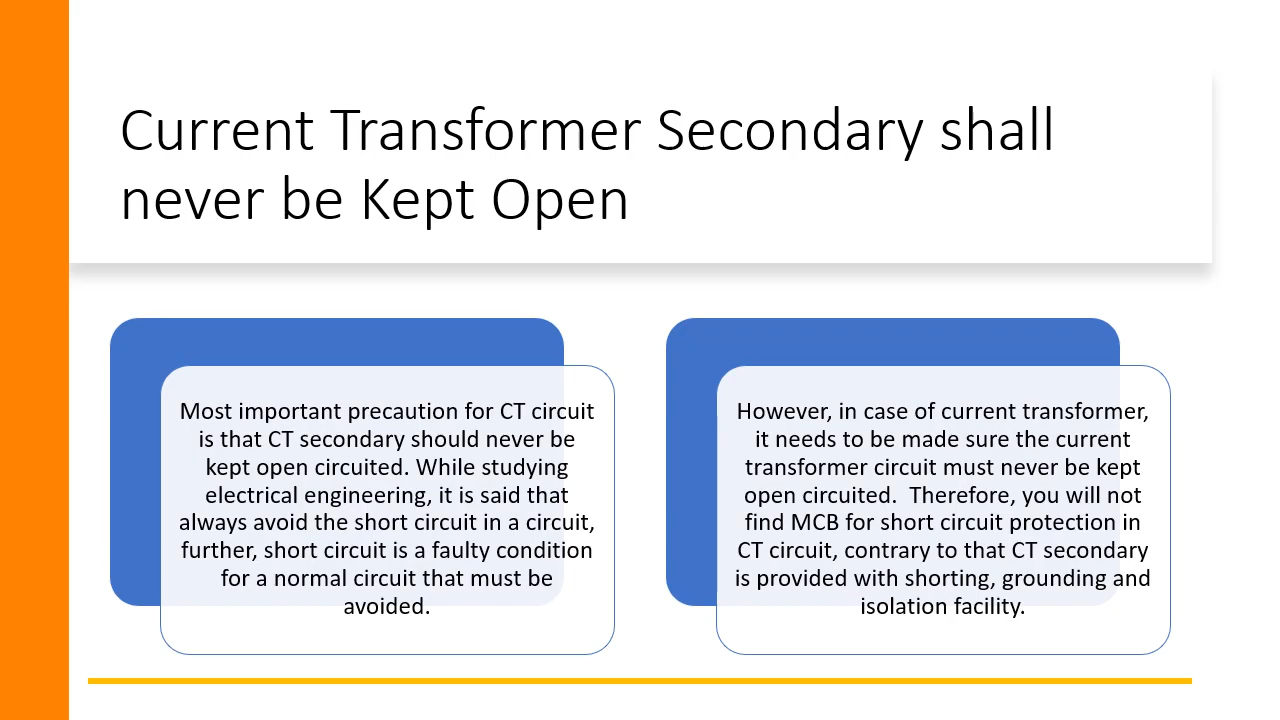 Current Transformer Secondary shall
never be Kept Open
Most important precaution for CT circuit
is that CT secondary should never be
kept open circuited. While studying
electrical engineering, it is said that
always avoid the short circuit in a circuit,
further, short circuit is a faulty condition
for a normal circuit that must be
avoided.
However, in case of current transformer,
it needs to be made sure the current
transformer circuit must never be kept
open circuited.  Therefore, you will not
find MCB for short circuit protection in
CT circuit, contrary to that CT secondary
is provided with shorting, grounding and
isolation facility.